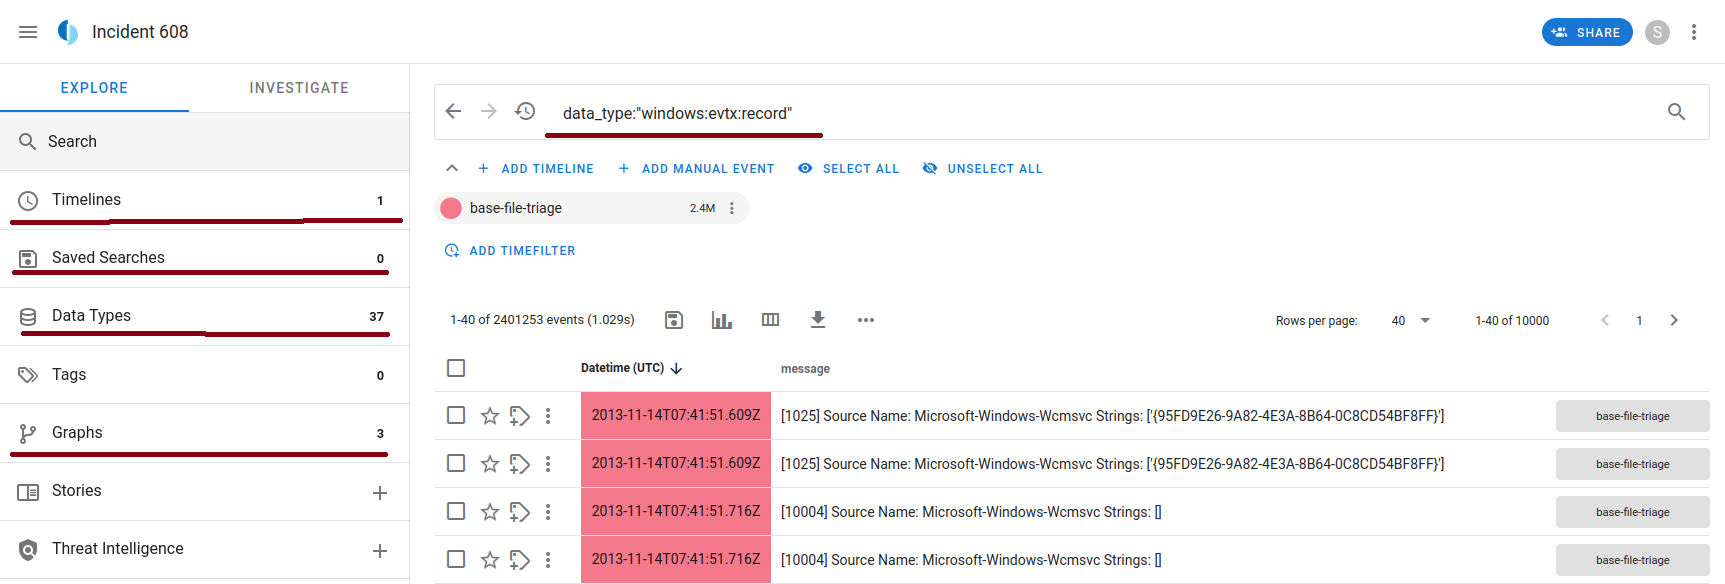 Incident 608
SHARE
S
EXPLORE
INVESTIGATE
Search
Timelines 1
Saved Searches 0
Data Types 37
Tags 0
Graphs 3
Stories
Threat Intelligence
data_type:"windows:evtx:record"
ADD TIMELINE ADD MANUAL EVENT SELECT ALL UNSELECT ALL
base-file-triage 2.4M
ADD TIMEFILTER
1-40 of 2401253 events (1.029s) Rows per page: 40 1-40 of 10000 1
Datetime (UTC) message
2013-11-14T07:41:51.609Z [1025] Source Name: Microsoft-Windows-Wcmsvc Strings: ['{95FD9E26-9A82-4E3A-8B64-0C8CD54BF8FF}'] base-file-triage
2013-11-14T07:41:51.609Z [1025] Source Name: Microsoft-Windows-Wcmsvc Strings: ['{95FD9E26-9A82-4E3A-8B64-0C8CD54BF8FF}'] base-file-triage
2013-11-14T07:41:51.716Z [10004] Source Name: Microsoft-Windows-Wcmsvc Strings: [] base-file-triage
2013-11-14T07:41:51.716Z [10004] Source Name: Microsoft-Windows-Wcmsvc Strings: [] base-file-triage